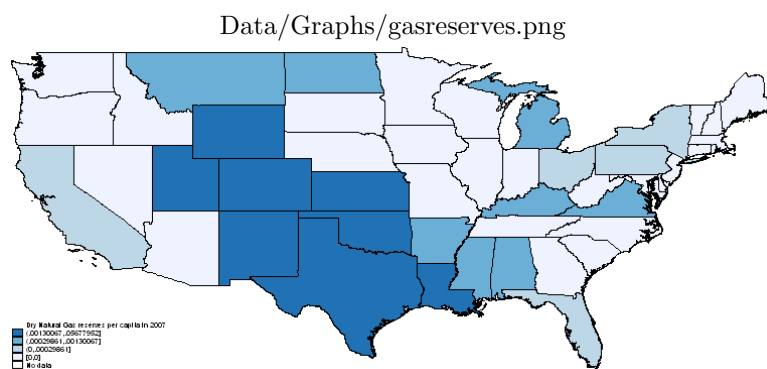 Data/Graphs/gasreserves.png
Dry Natural Gas reserves per capita in 2007
(.00130067,.05677952]
(.00029861,.00130067]
(0,.00029861]
[0,0]
No data